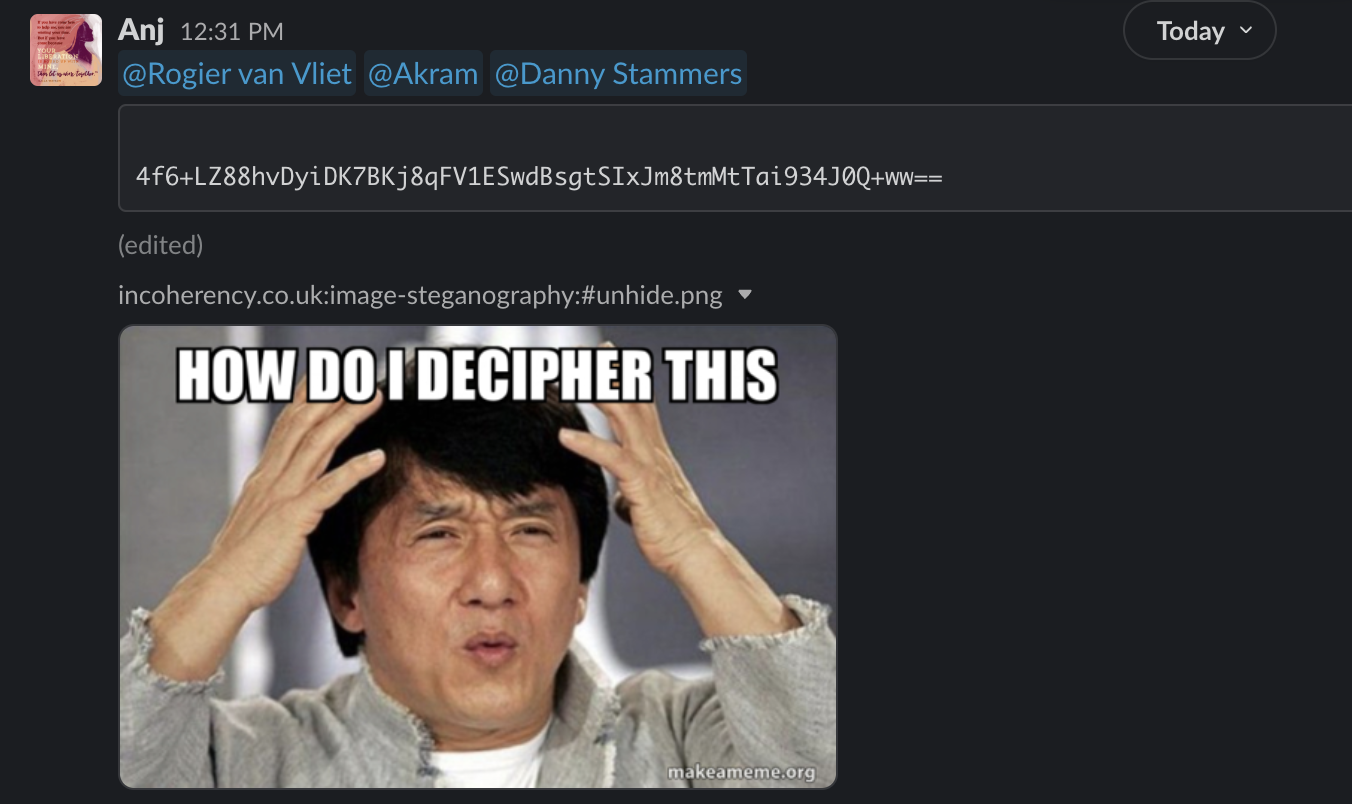 Anj 12:31 PM
Today
@Rogier van Vliet @Akram @Danny Stammers
4f6+LZ88hvDyiDK7BKj8qFV1ESwdBsgtSIxJm8tmMtTai934J0Q+ww==
(edited)
incoherency.co.uk:image-steganography:#unhide.png
HOW DO I DECIPHER THIS
makeameme.org